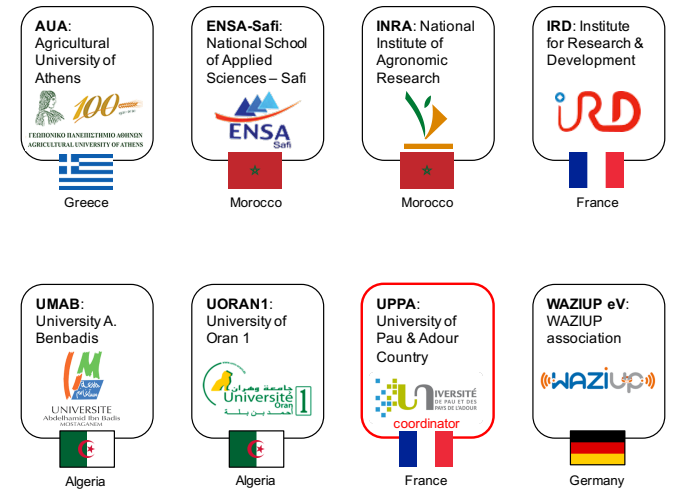 AUA:
Agricultural
University of
Athens
100
ΓΕΩΠΟΝΙΚΟ ΠΑΝΕΠΙΣΤΗΜΙΟ ΑΘΗΝΩΝ
AGRICULTURAL UNIVERSITY OF ATHENS
Greece
ENSA-Safi:
National School
of Applied
Sciences – Safi
ENSA
Safi
Morocco
INRA: National
Institute of
Agronomic
Research
Morocco
IRD: Institute
for Research &
Development
iRD
France
UMAB:
University A.
Benbadis
UNIVERSITE
Abdelhamid Ibn Badis
MOSTAGANEM
Algeria
UORAN1:
University of
Oran 1
جامعة وهران
Université
Oran 1
أحمد بن بلة
Algeria
UPPA:
University of
Pau & Adour
Country
UNIVERSITÉ
DE PAU ET DES
PAYS DE L'ADOUR
coordinator
France
WAZIUP eV:
WAZIUP
association
WAZIUP
Germany